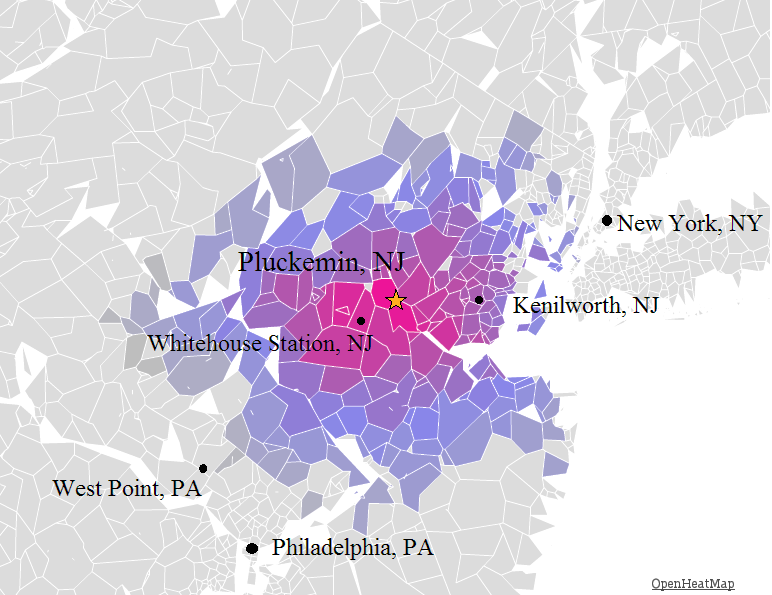 New York, NY
Pluckemin, NJ
Kenilworth, NJ
Whitehouse Station, NJ
West Point, PA
Philadelphia, PA
OpenHeatMap